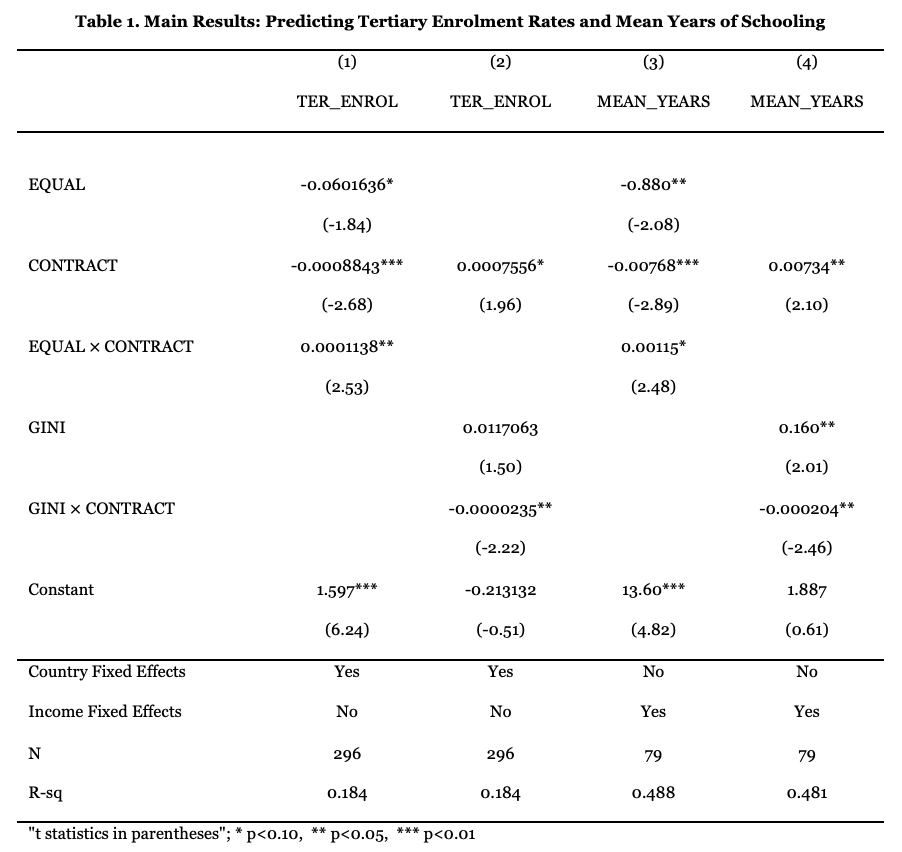 Table 1. Main Results: Predicting Tertiary Enrolment Rates and Mean Years of Schooling
(1) (2) (3) (4)
TER_ENROL TER_ENROL MEAN_YEARS MEAN_YEARS
EQUAL -0.0601636* -0.880**
(-1.84) (-2.08)
CONTRACT -0.0008843*** 0.0007556* -0.00768*** 0.00734**
(-2.68) (1.96) (-2.89) (2.10)
EQUAL × CONTRACT 0.0001138** 0.00115*
(2.53) (2.48)
GINI 0.0117063 0.160**
(1.50) (2.01)
GINI × CONTRACT -0.0000235** -0.000204**
(-2.22) (-2.46)
Constant 1.597*** -0.213132 13.60*** 1.887
(6.24) (-0.51) (4.82) (0.61)
Country Fixed Effects Yes Yes No No
Income Fixed Effects No No Yes Yes
N 296 296 79 79
R-sq 0.184 0.184 0.488 0.481
"t statistics in parentheses"; * p<0.10, ** p<0.05, *** p<0.01